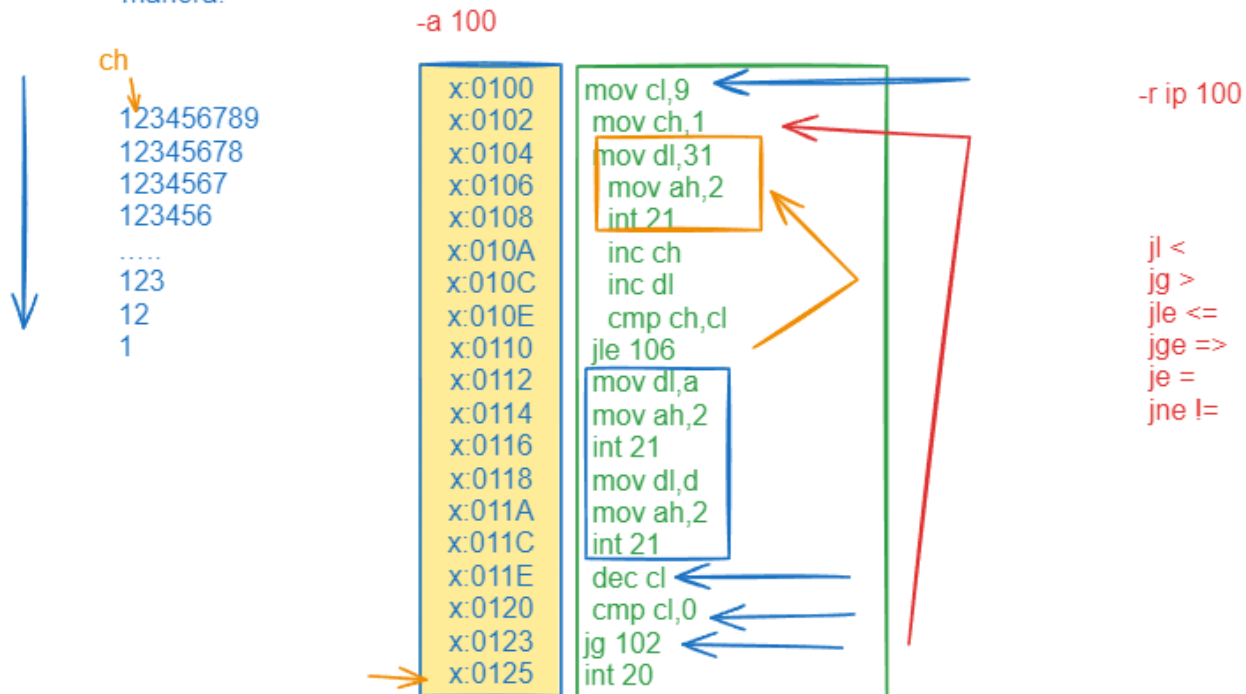 manera:
-a 100
ch
123456789
12345678
1234567
123456
.....
123
12
1
x:0100 mov cl,9
x:0102 mov ch,1
x:0104 mov dl,31
x:0106 mov ah,2
x:0108 int 21
x:010A inc ch
x:010C inc dl
x:010E cmp ch,cl
x:0110 jle 106
x:0112 mov dl,a
x:0114 mov ah,2
x:0116 int 21
x:0118 mov dl,d
x:011A mov ah,2
x:011C int 21
x:011E dec cl
x:0120 cmp cl,0
x:0123 jg 102
x:0125 int 20
-r ip 100
jl <
jg >
jle <=
jge =>
je =
jne !=